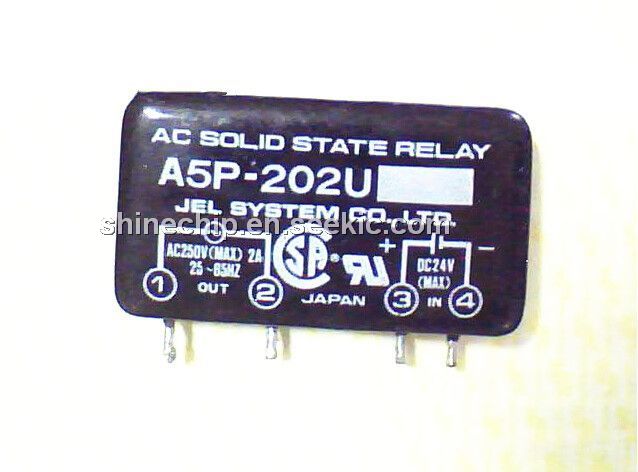 AC SOLID STATE RELAY
A5P-202U
JEL SYSTEM CO., LTD.
shinechip.en.seekic.com
+ −
AC250V(MAX) 2A
25~65HZ
DC24V
(MAX)
1 OUT 2 JAPAN 3 IN 4